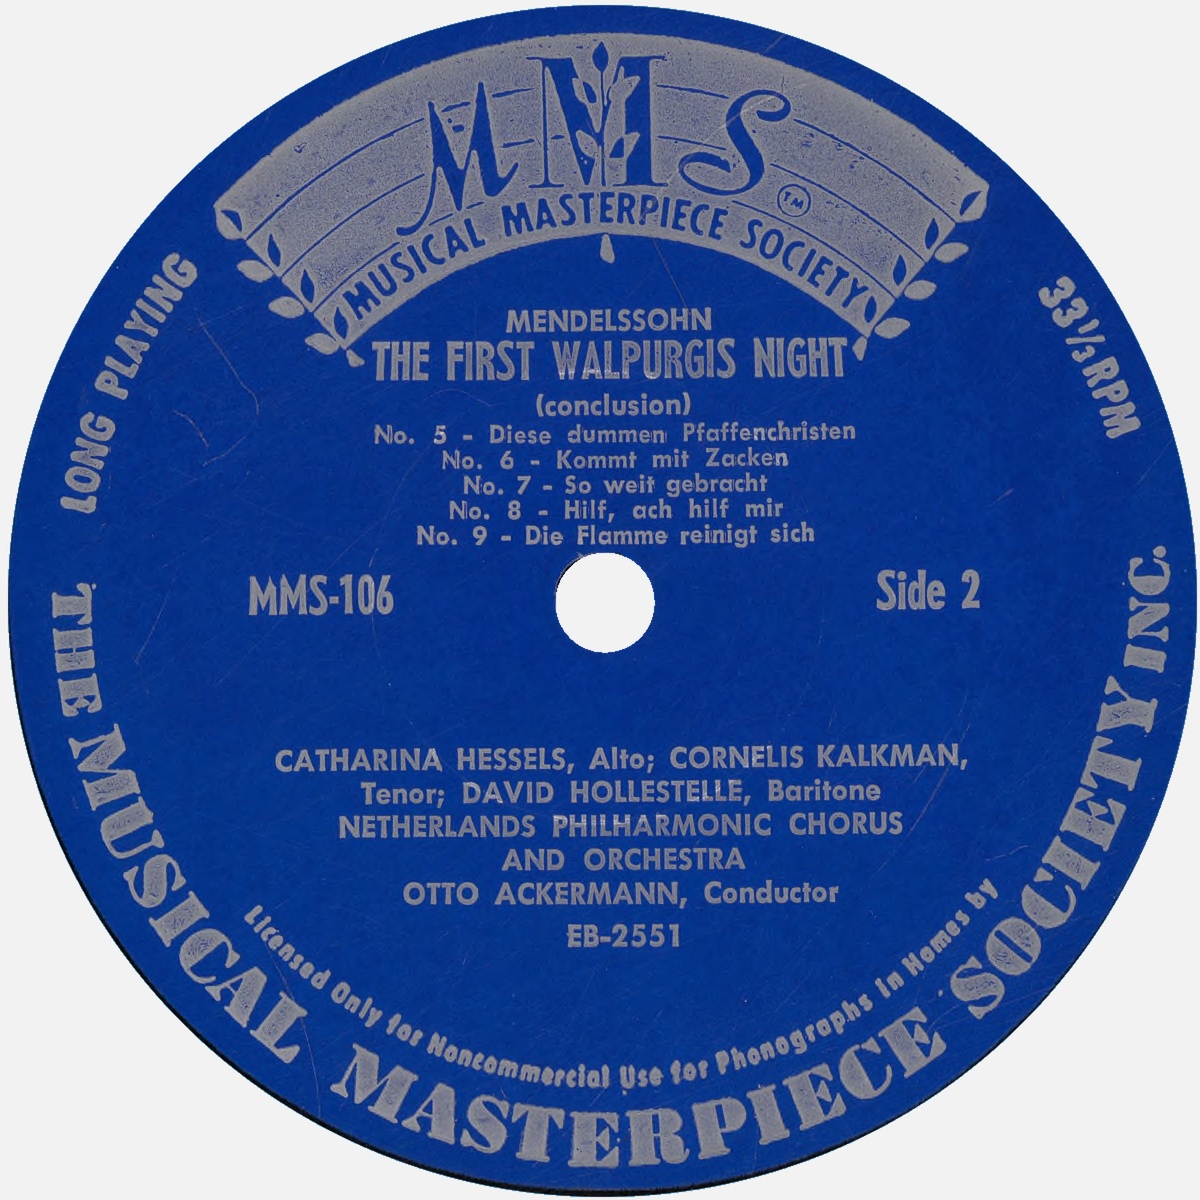 MMS
TM
MUSICAL MASTERPIECE SOCIETY
LONG PLAYING
33 1/3 RPM
MENDELSSOHN
THE FIRST WALPURGIS NIGHT
(conclusion)
No. 5 - Diese dummen Pfaffenchristen
No. 6 - Kommt mit Zacken
No. 7 - So weit gebracht
No. 8 - Hilf, ach hilf mir
No. 9 - Die Flamme reinigt sich
MMS-106
Side 2
CATHARINA HESSELS, Alto; CORNELIS KALKMAN,
Tenor; DAVID HOLLESTELLE, Baritone
NETHERLANDS PHILHARMONIC CHORUS
AND ORCHESTRA
OTTO ACKERMANN, Conductor
EB-2551
Licensed Only for Noncommercial Use for Phonographs In Homes by
THE MUSICAL MASTERPIECE SOCIETY INC.